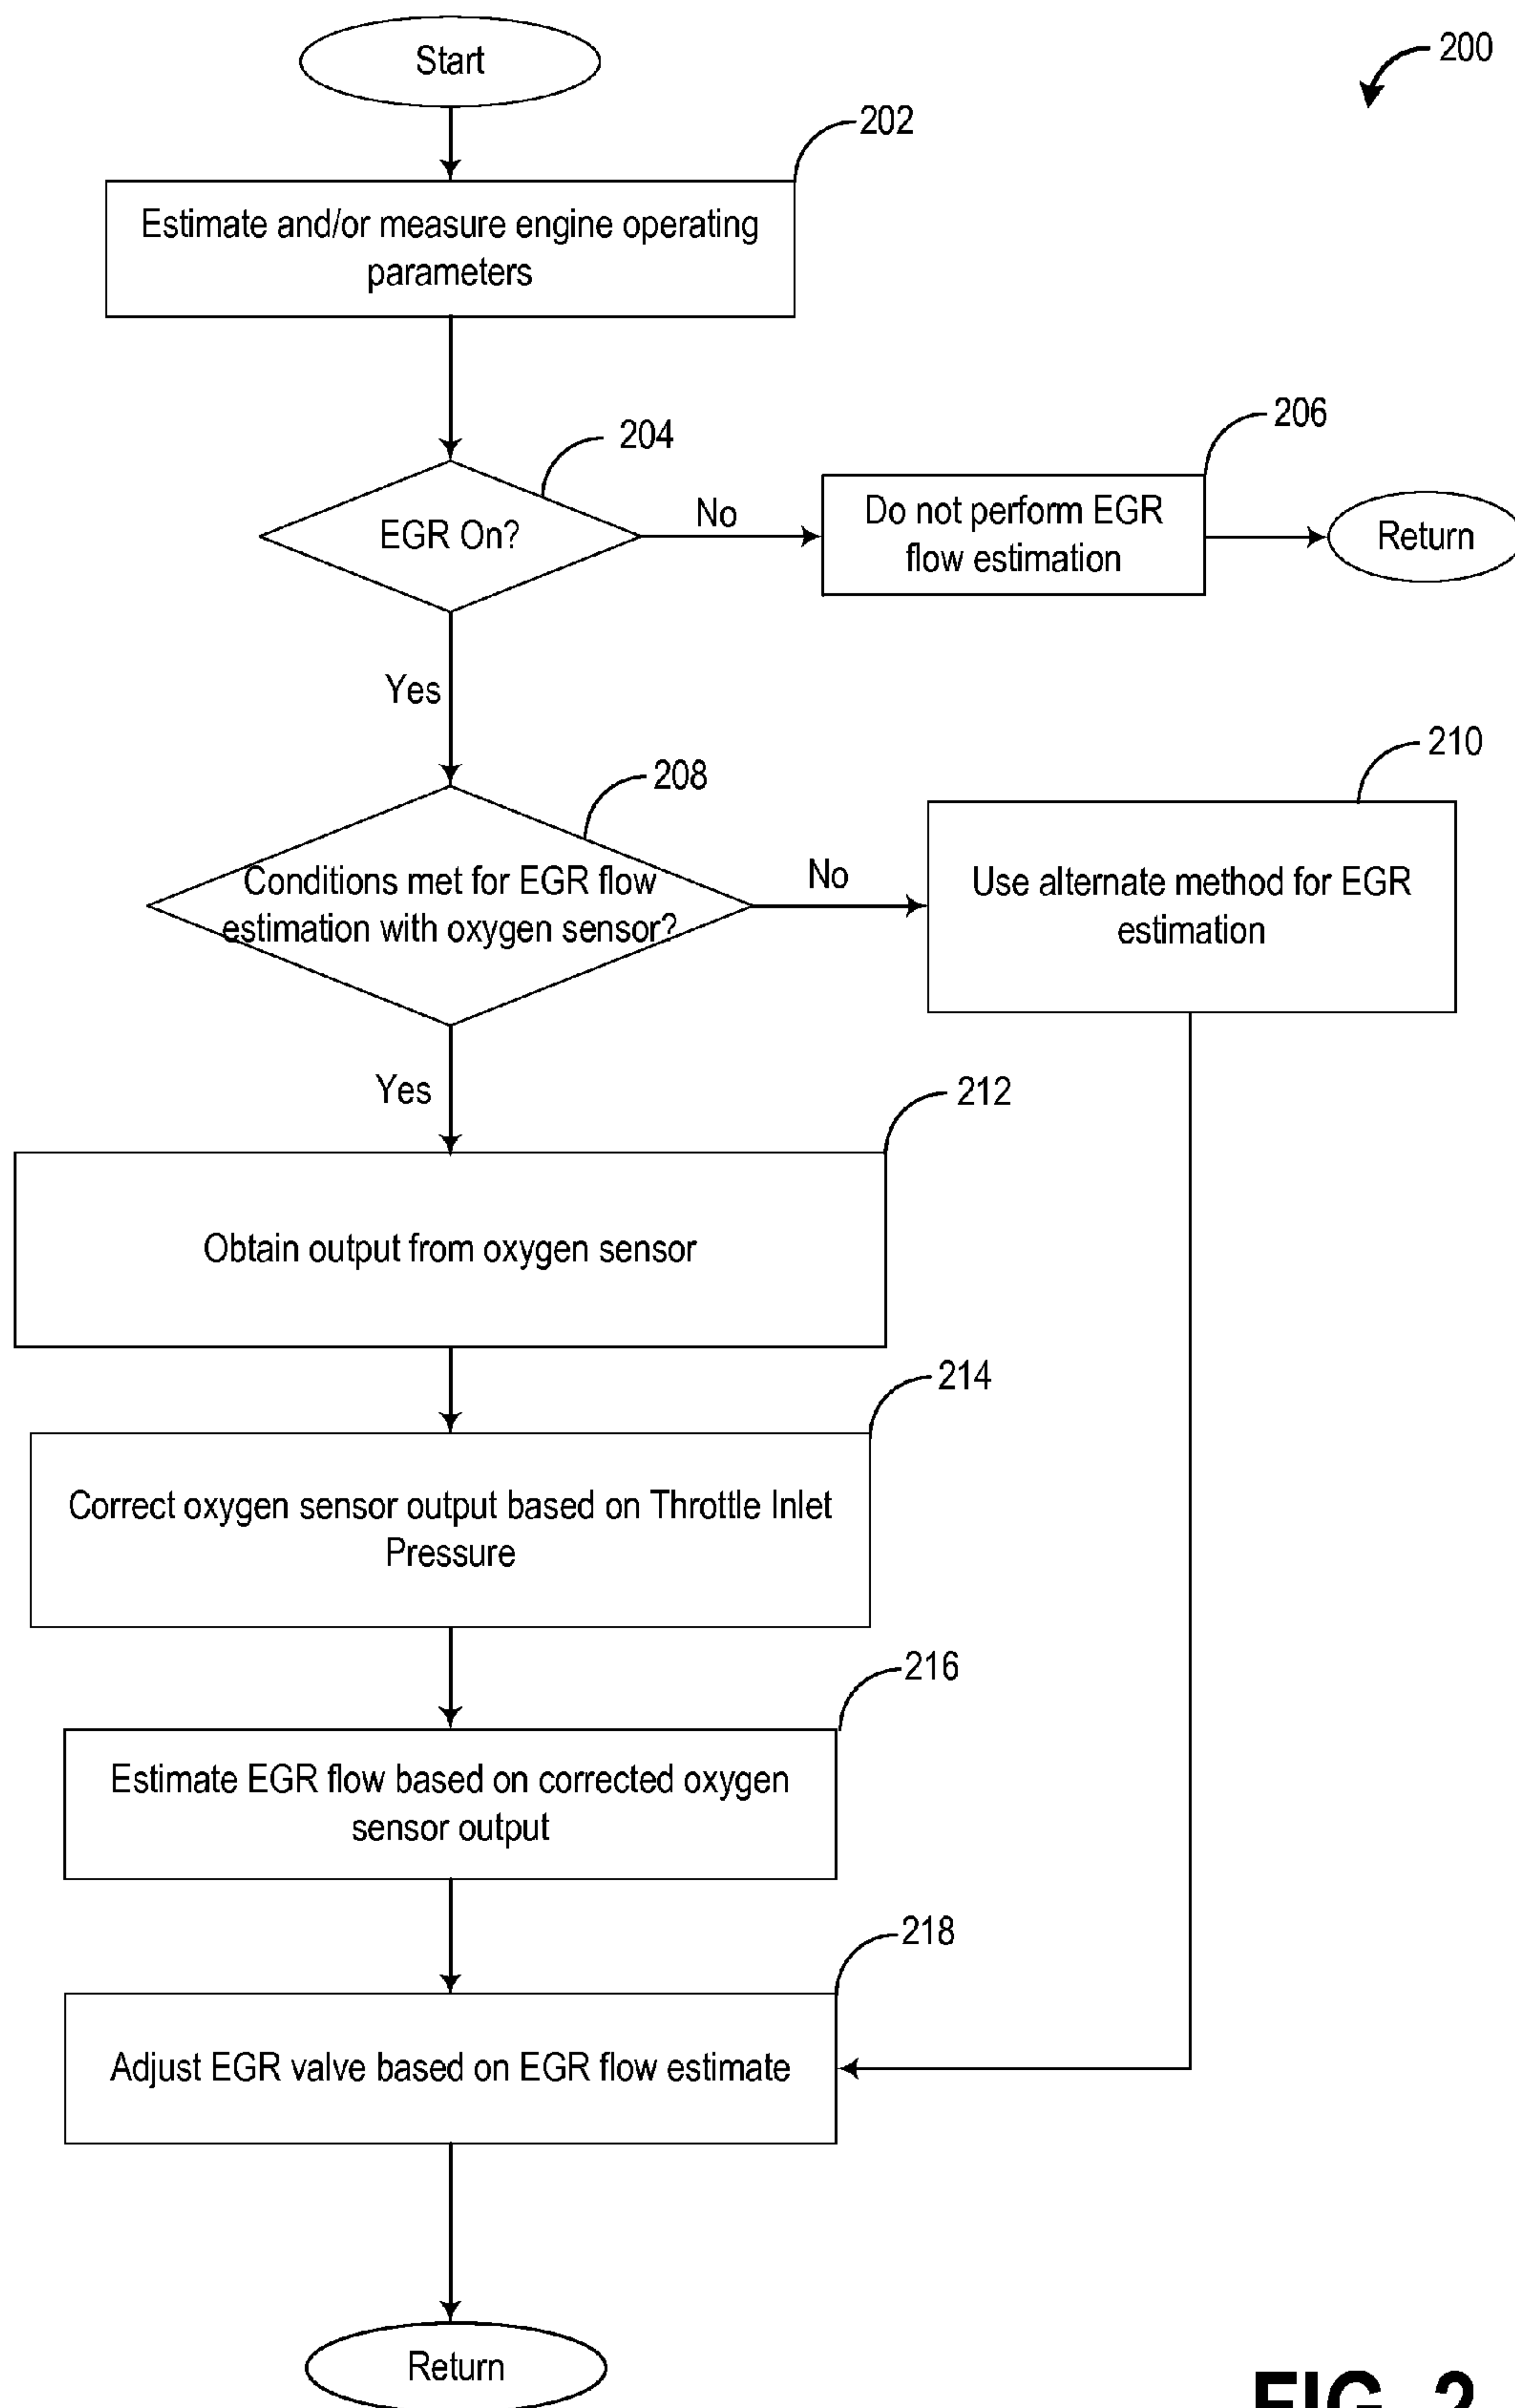 Start
200
202
Estimate and/or measure engine operating
parameters
204
206
EGR On?
No
Do not perform EGR
flow estimation
Return
Yes
208
210
Conditions met for EGR flow
estimation with oxygen sensor?
No
Use alternate method for EGR
estimation
Yes
212
Obtain output from oxygen sensor
214
Correct oxygen sensor output based on Throttle Inlet
Pressure
216
Estimate EGR flow based on corrected oxygen
sensor output
218
Adjust EGR valve based on EGR flow estimate
Return
FIG. 2